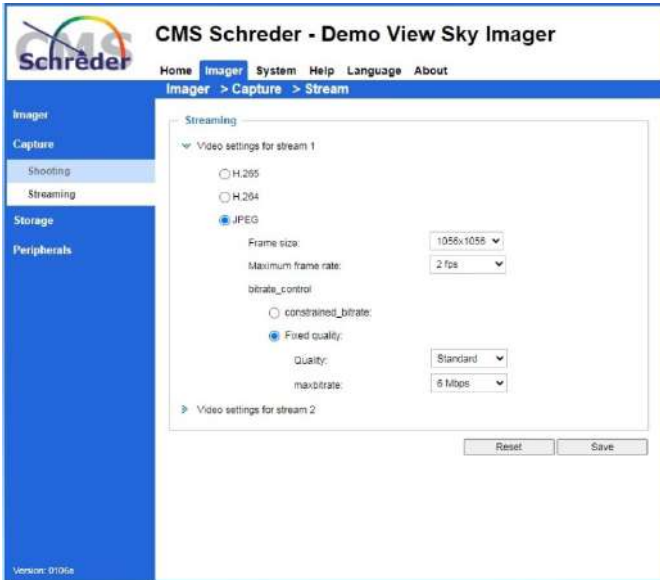 CMS
Schreder
CMS Schreder - Demo View Sky Imager
Home Imager System Help Language About
Imager > Capture > Stream
Imager
Capture
Shooting
Streaming
Storage
Peripherals
Streaming
Video settings for stream 1
H.265
H.264
JPEG
Frame size: 1056x1056
Maximum frame rate: 2 fps
bitrate_control
constrained_bitrate:
Fixed quality:
Quality: Standard
maxbitrate: 6 Mbps
Video settings for stream 2
Reset Save
Version: 0106a